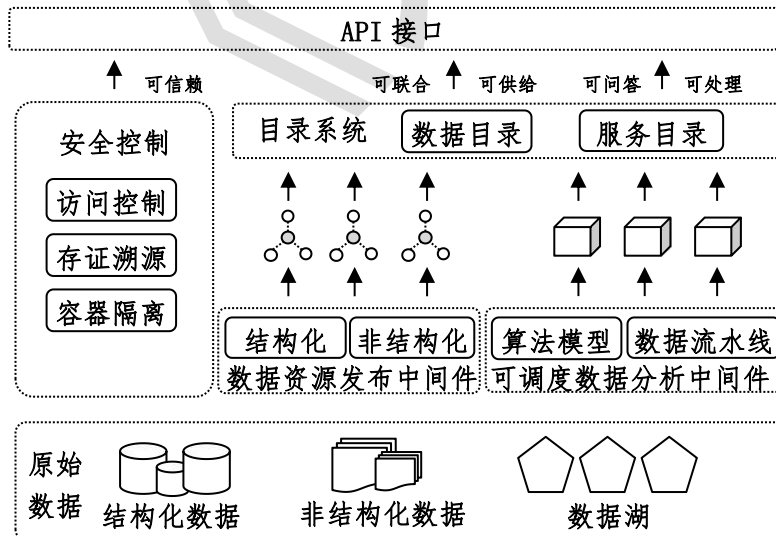 API 接口
可信赖
可联合
可供给
可问答
可处理
安全控制
访问控制
存证溯源
容器隔离
目录系统
数据目录
服务目录
结构化
非结构化
数据资源发布中间件
算法模型
数据流水线
可调度数据分析中间件
原始
数据
结构化数据
非结构化数据
数据湖